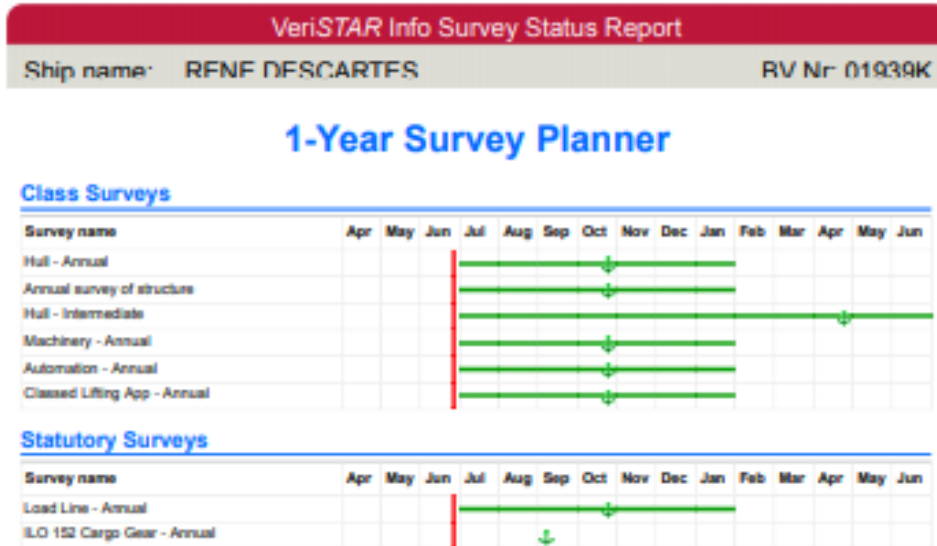 VeriSTAR Info Survey Status Report
Ship name: RENE DESCARTES BV Nr: 01939K
1-Year Survey Planner
Class Surveys
Survey name Apr May Jun Jul Aug Sep Oct Nov Dec Jan Feb Mar Apr May Jun
Hull - Annual
Annual survey of structure
Hull - Intermediate
Machinery - Annual
Automation - Annual
Classed Lifting App - Annual
Statutory Surveys
Survey name Apr May Jun Jul Aug Sep Oct Nov Dec Jan Feb Mar Apr May Jun
Load Line - Annual
ILO 152 Cargo Gear - Annual